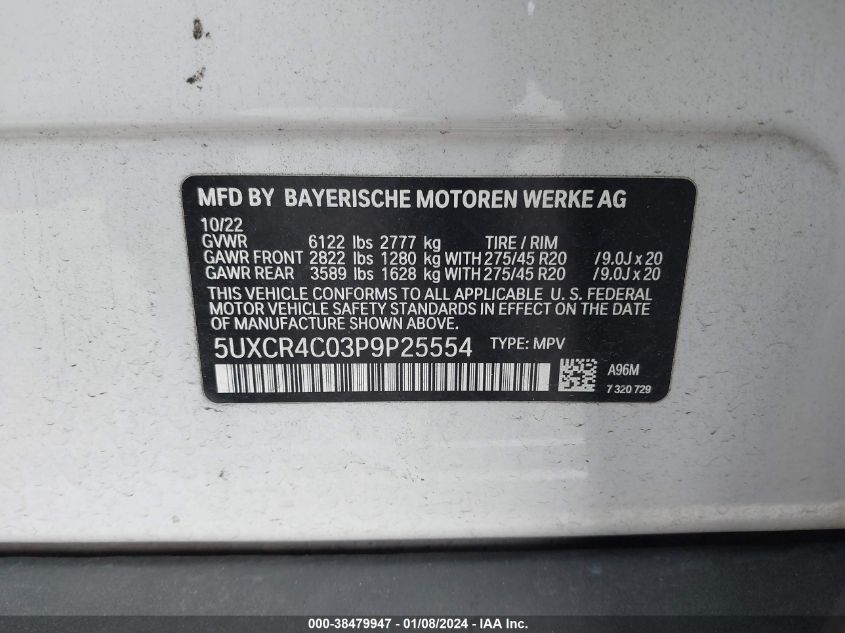 MFD BY BAYERISCHE MOTOREN WERKE AG
10/22
GVWR 6122 lbs 2777 kg TIRE / RIM
GAWR FRONT 2822 lbs 1280 kg WITH 275/45 R20 / 9.0J x 20
GAWR REAR 3589 lbs 1628 kg WITH 275/45 R20 / 9.0J x 20
THIS VEHICLE CONFORMS TO ALL APPLICABLE U. S. FEDERAL
MOTOR VEHICLE SAFETY STANDARDS IN EFFECT ON THE DATE
OF MANUFACTURE SHOWN ABOVE.
5UXCR4C03P9P25554 TYPE: MPV
A96M
7 320 729
000-38479947 - 01/08/2024 - IAA Inc.